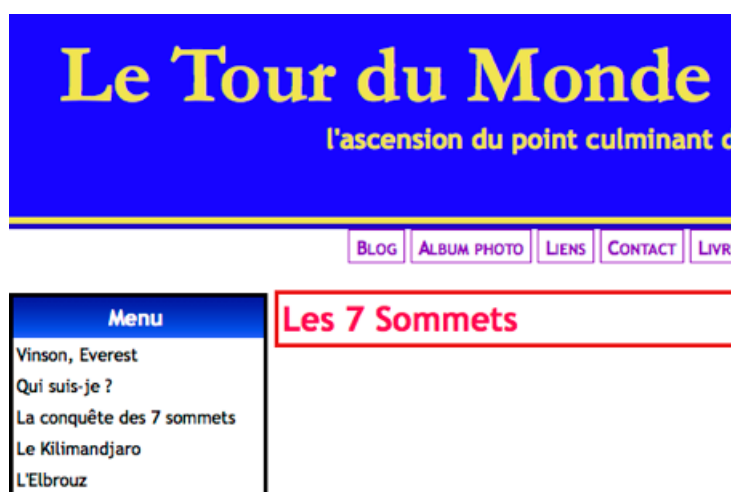 Le Tour du Monde
l'ascension du point culminant
BLOG ALBUM PHOTO LIENS CONTACT
Menu
Les 7 Sommets
Vinson, Everest
Qui suis-je ?
La conquête des 7 sommets
Le Kilimandjaro
L'Elbrouz